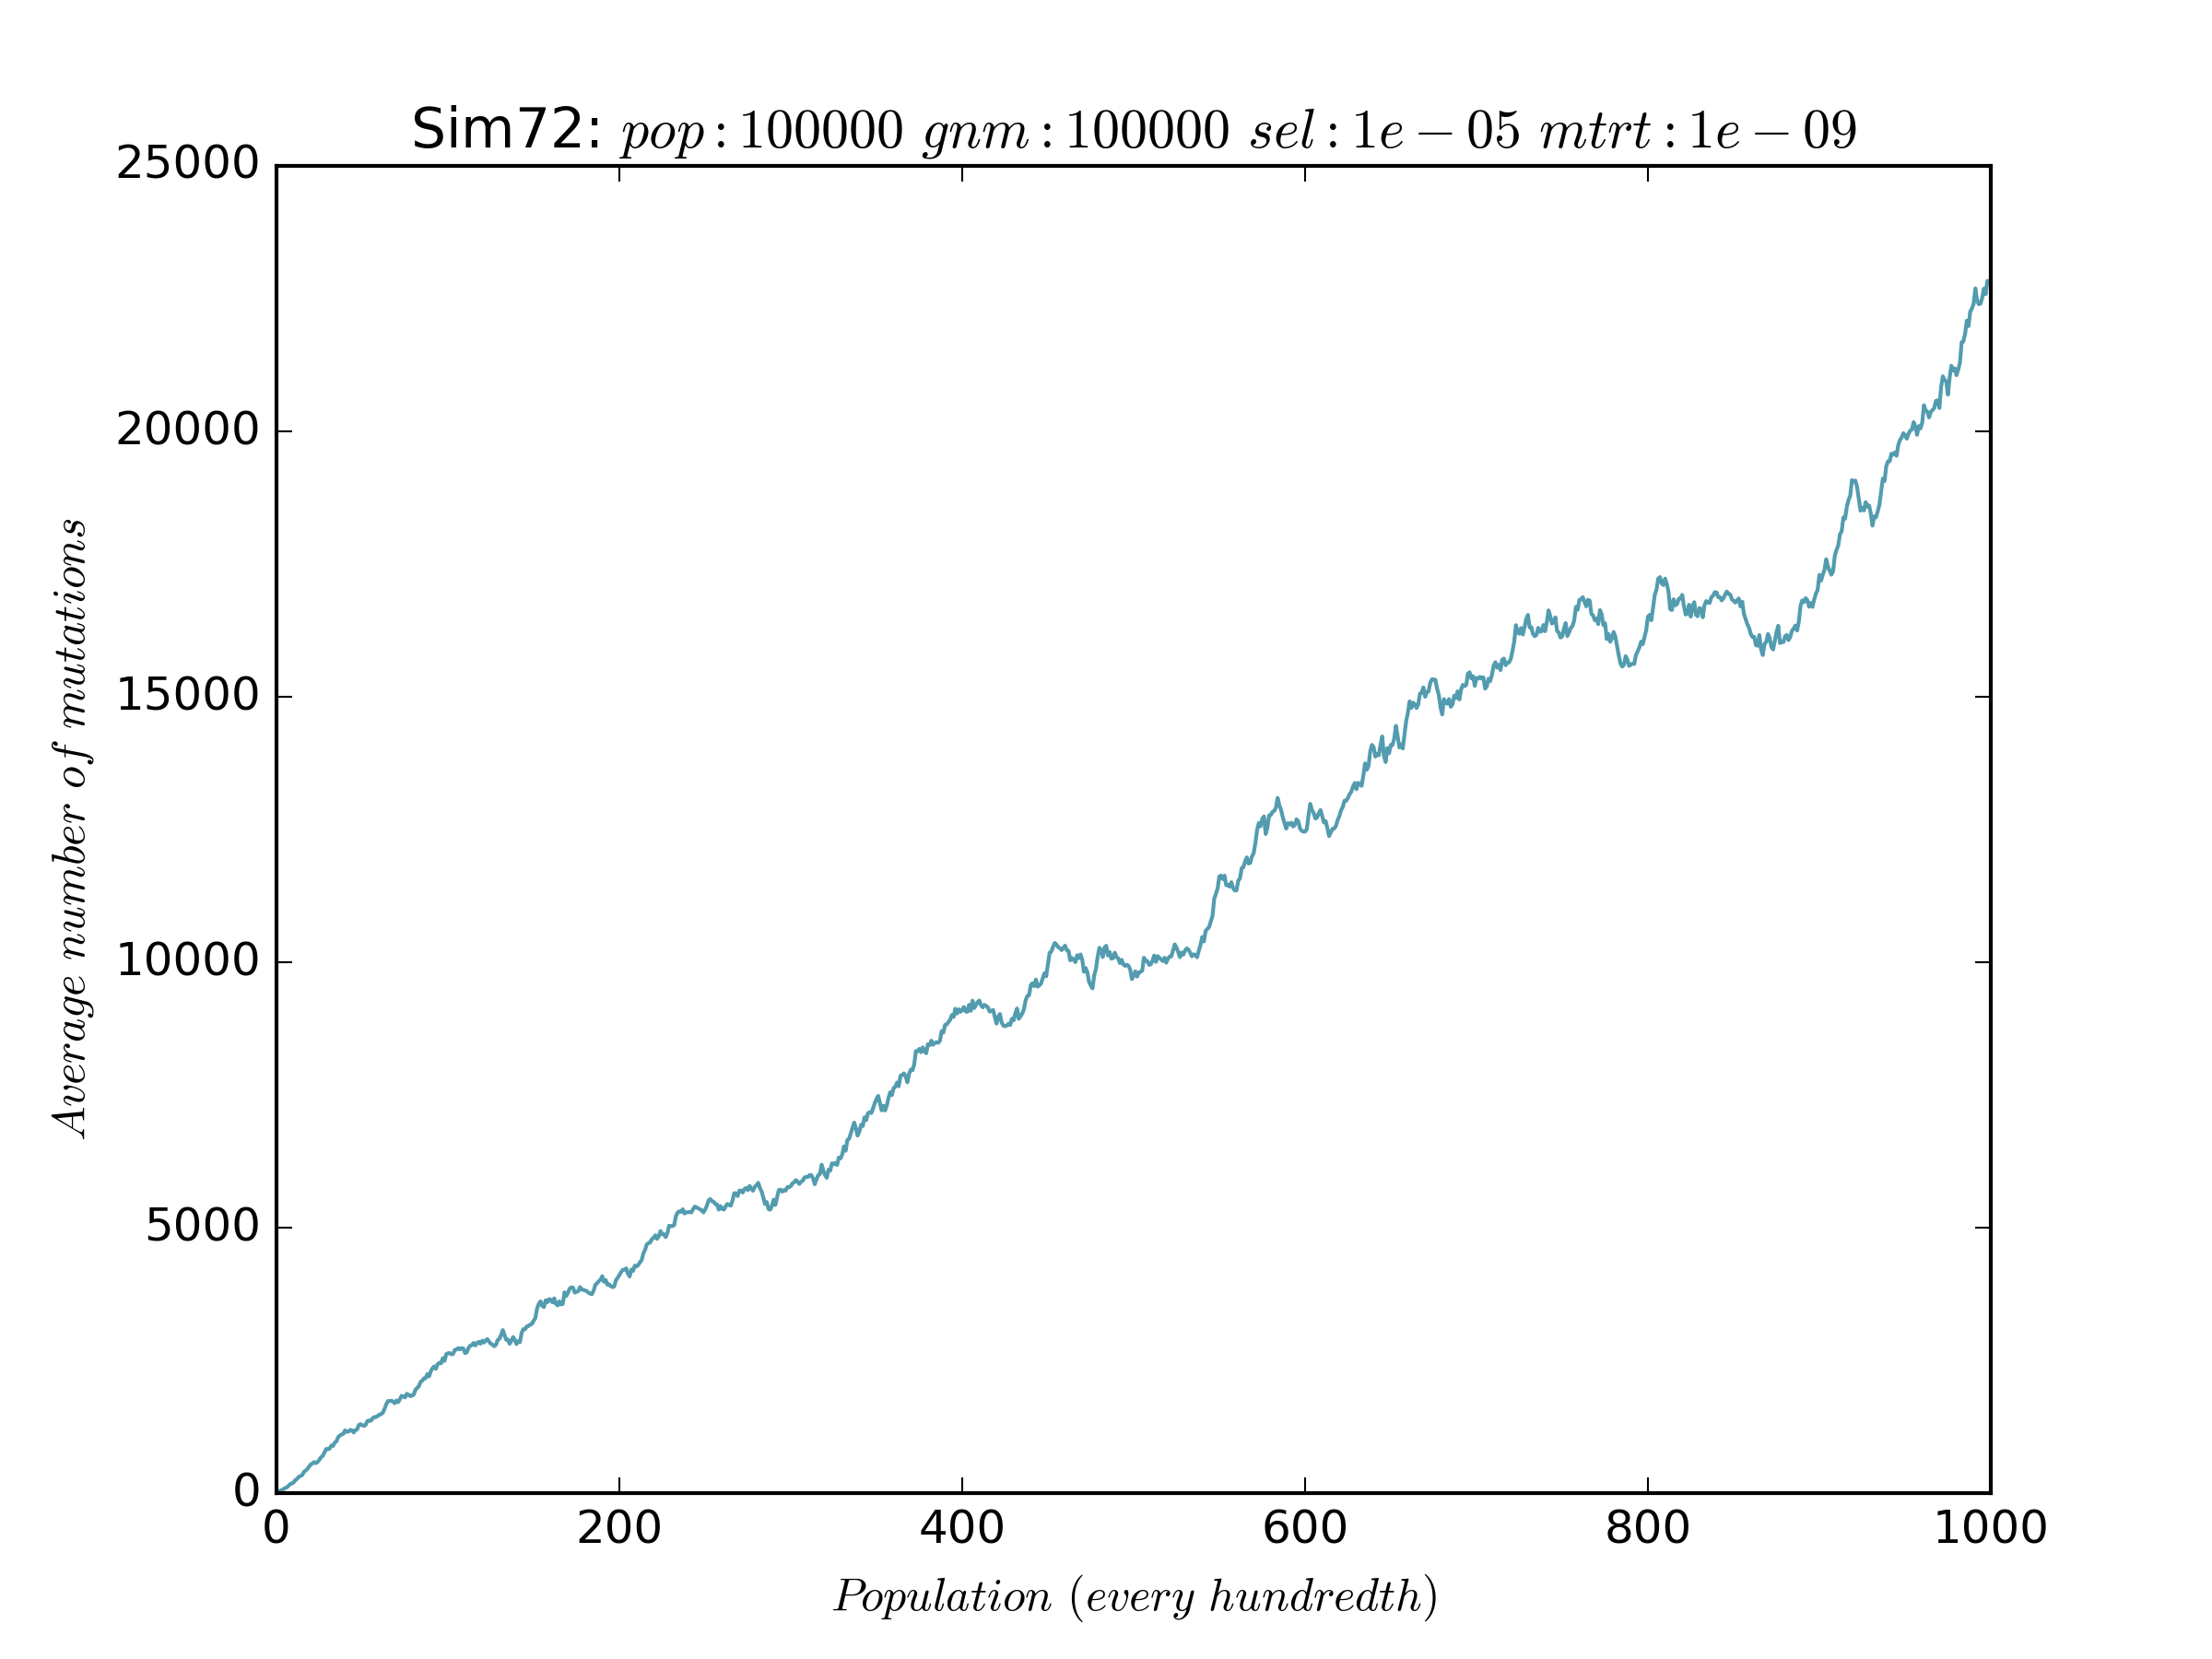 Sim72: pop : 100000 gnm : 100000 sel : 1e − 05 mtrt : 1e − 09
25000
20000
15000
10000
5000
0
Average number of mutations
0 200 400 600 800 1000
Population (every hundredth)